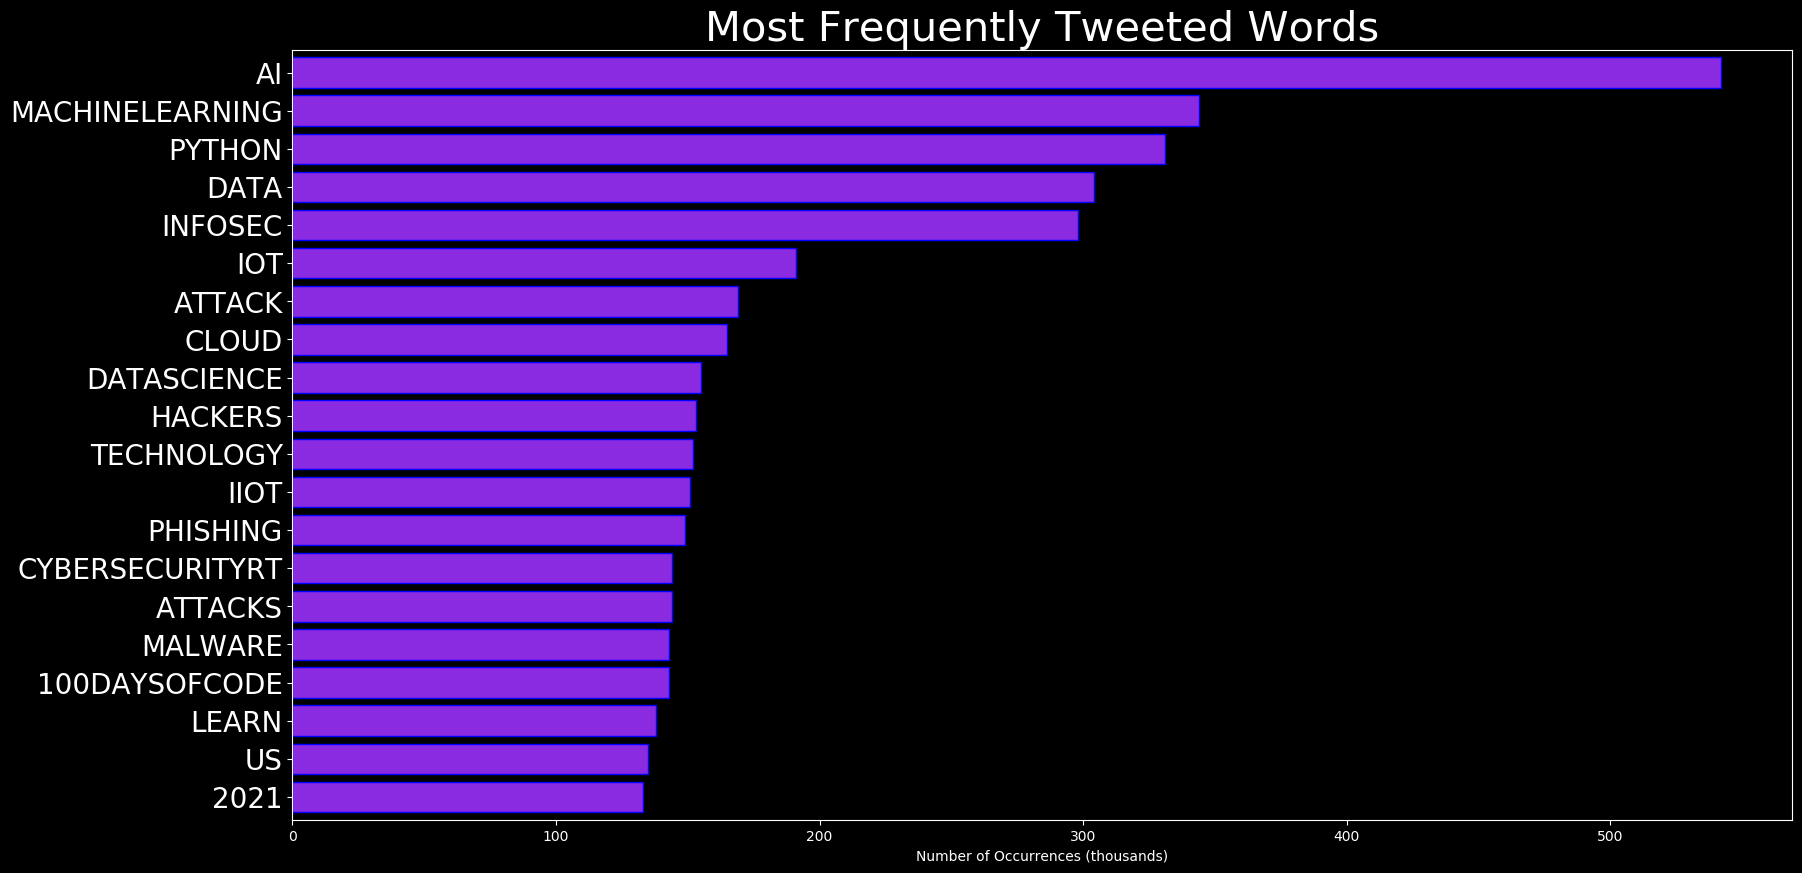 Most Frequently Tweeted Words
AI
MACHINELEARNING
PYTHON
DATA
INFOSEC
IOT
ATTACK
CLOUD
DATASCIENCE
HACKERS
TECHNOLOGY
IIOT
PHISHING
CYBERSECURITYRT
ATTACKS
MALWARE
100DAYSOFCODE
LEARN
US
2021
0 100 200 300 400 500
Number of Occurrences (thousands)